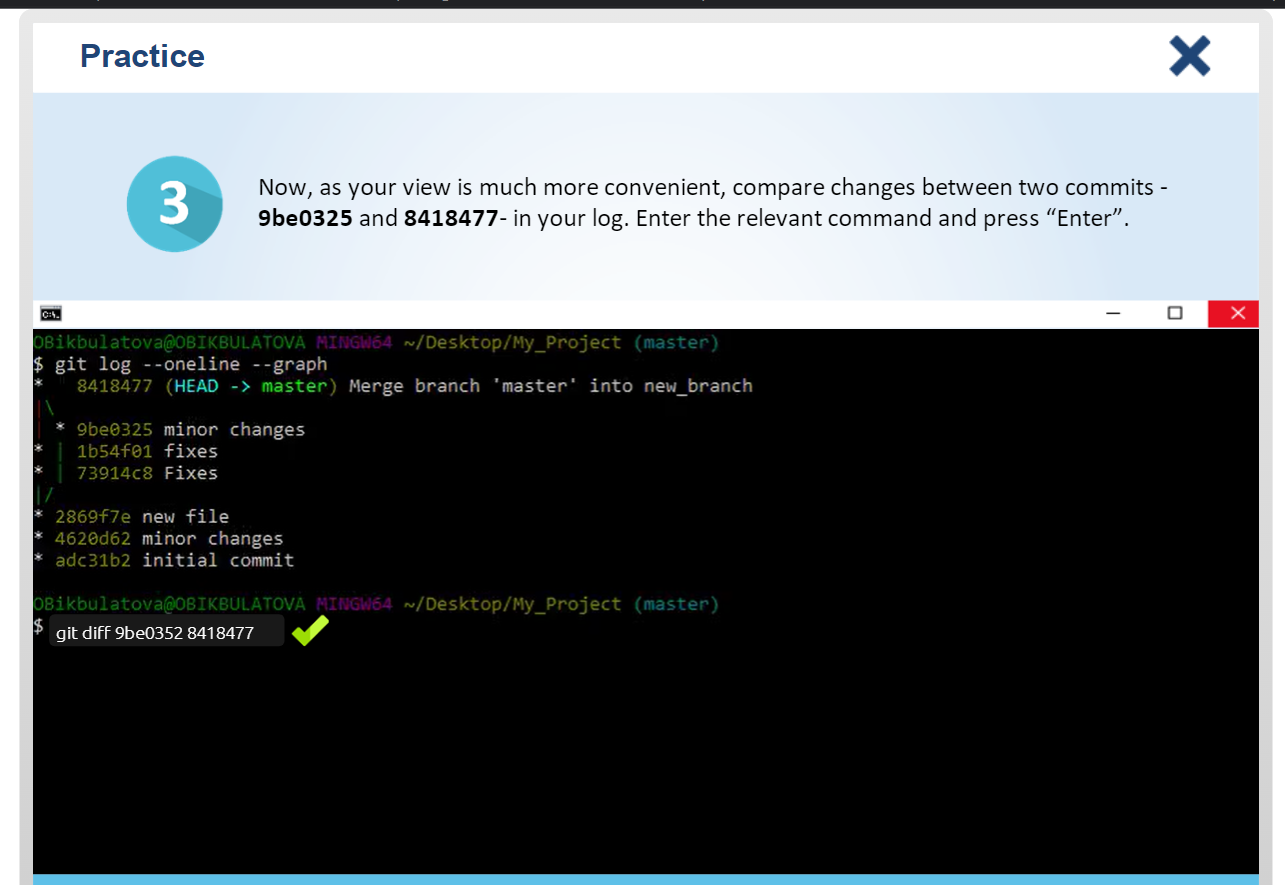 Practice
3
Now, as your view is much more convenient, compare changes between two commits -
9be0325 and 8418477- in your log. Enter the relevant command and press “Enter”.
C:\_
OBikbulatova@OBIKBULATOVA MINGW64 ~/Desktop/My_Project (master)
$ git log --oneline --graph
*   8418477 (HEAD -> master) Merge branch 'master' into new_branch
|\
| * 9be0325 minor changes
* | 1b54f01 fixes
* | 73914c8 Fixes
|/
* 2869f7e new file
* 4620d62 minor changes
* adc31b2 initial commit
OBikbulatova@OBIKBULATOVA MINGW64 ~/Desktop/My_Project (master)
$ git diff 9be0352 8418477